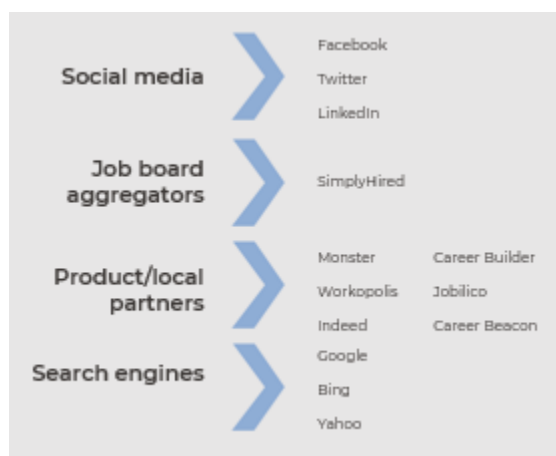 Social media
Facebook
Twitter
LinkedIn
Job board
aggregators
SimplyHired
Product/local
partners
Monster Career Builder
Workopolis Jobilico
Indeed Career Beacon
Search engines
Google
Bing
Yahoo